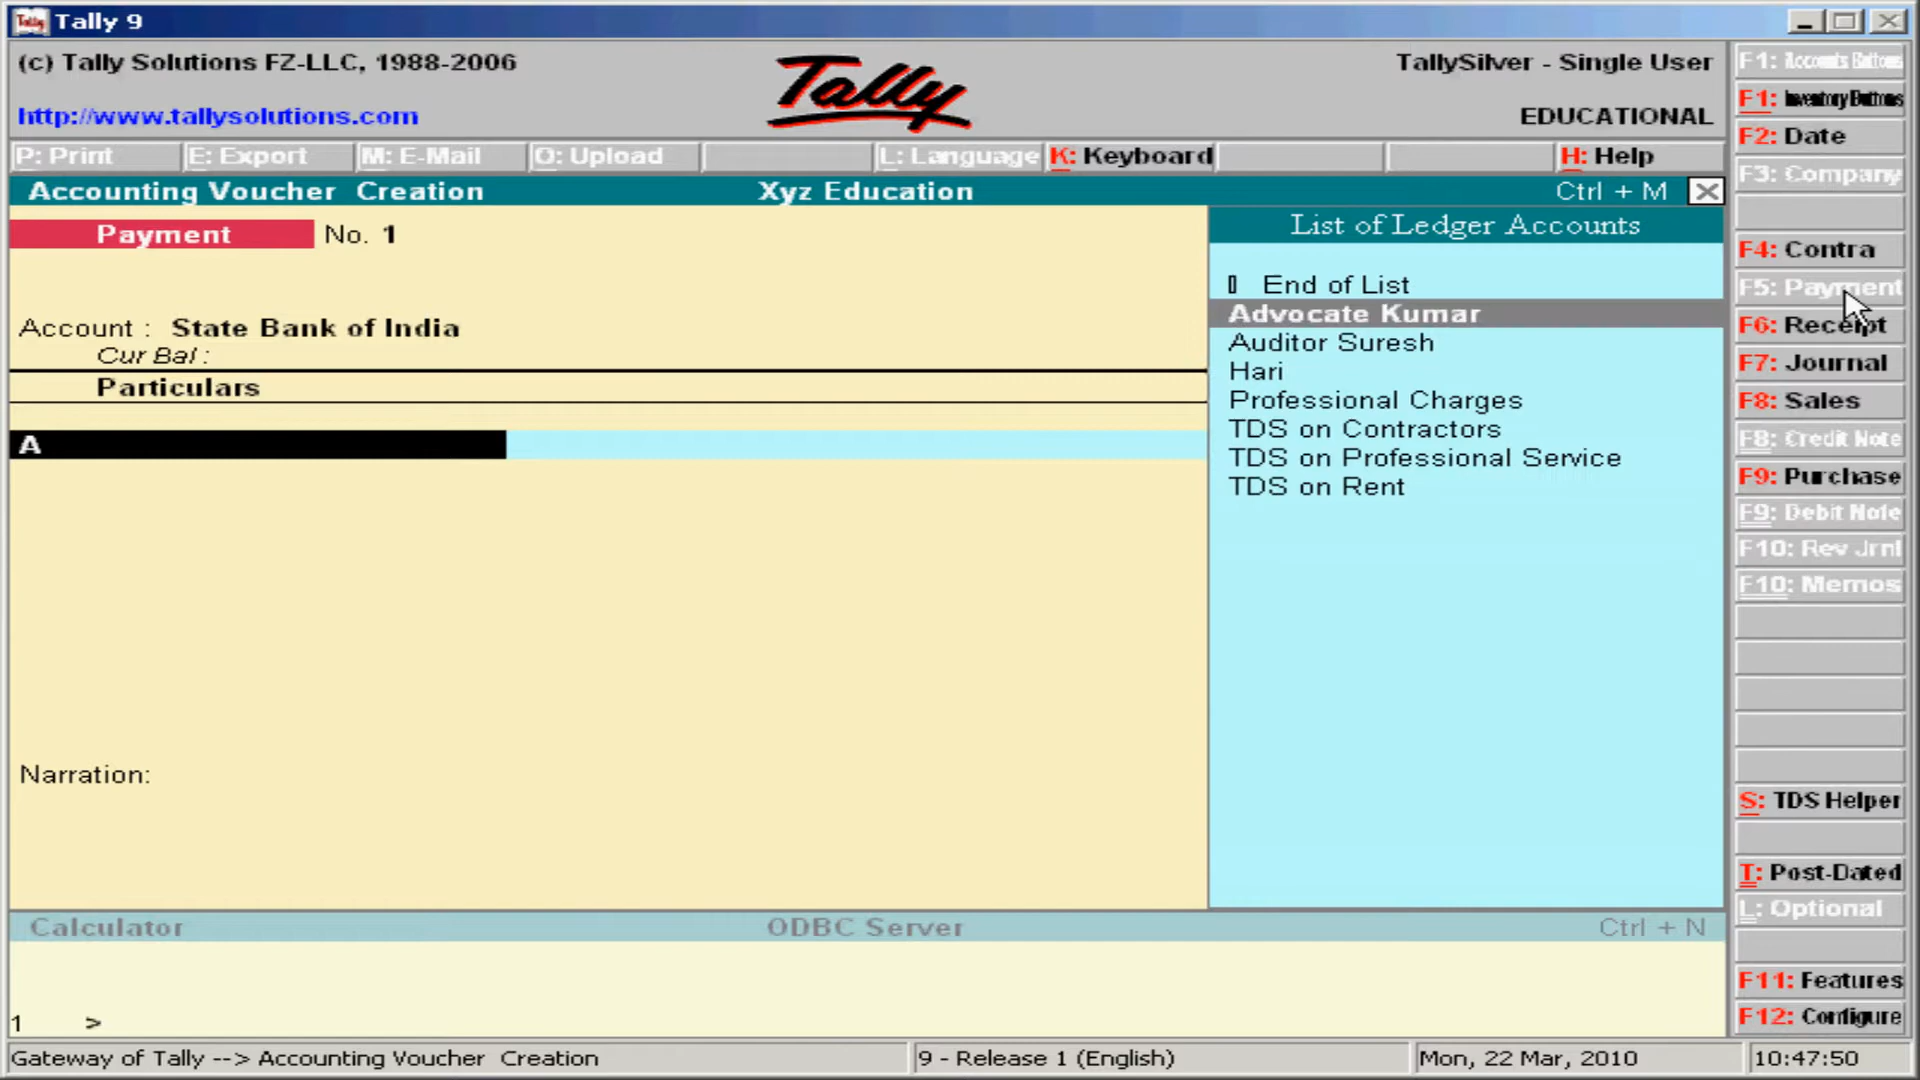 Tally 9
(c) Tally Solutions FZ-LLC, 1988-2006
http://www.tallysolutions.com
Tally
TallySilver - Single User
EDUCATIONAL
P: Print
E: Export
M: E-Mail
O: Upload
L: Language
K: Keyboard
H: Help
Accounting Voucher Creation
Xyz Education
Ctrl + M
Payment No. 1
Account : State Bank of India
Cur Bal :
Particulars
A
Narration:
List of Ledger Accounts
End of List
Advocate Kumar
Auditor Suresh
Hari
Professional Charges
TDS on Contractors
TDS on Professional Service
TDS on Rent
F1: Accounts Buttons
F1: Inventory Buttons
F2: Date
F3: Company
F4: Contra
F5: Payment
F6: Receipt
F7: Journal
F8: Sales
F8: Credit Note
F9: Purchase
F9: Debit Note
F10: Rev Jrnl
F10: Memos
S: TDS Helper
T: Post-Dated
L: Optional
F11: Features
F12: Configure
Calculator
ODBC Server
Ctrl + N
1 >
Gateway of Tally --> Accounting Voucher Creation
9 - Release 1 (English)
Mon, 22 Mar, 2010
10:47:50